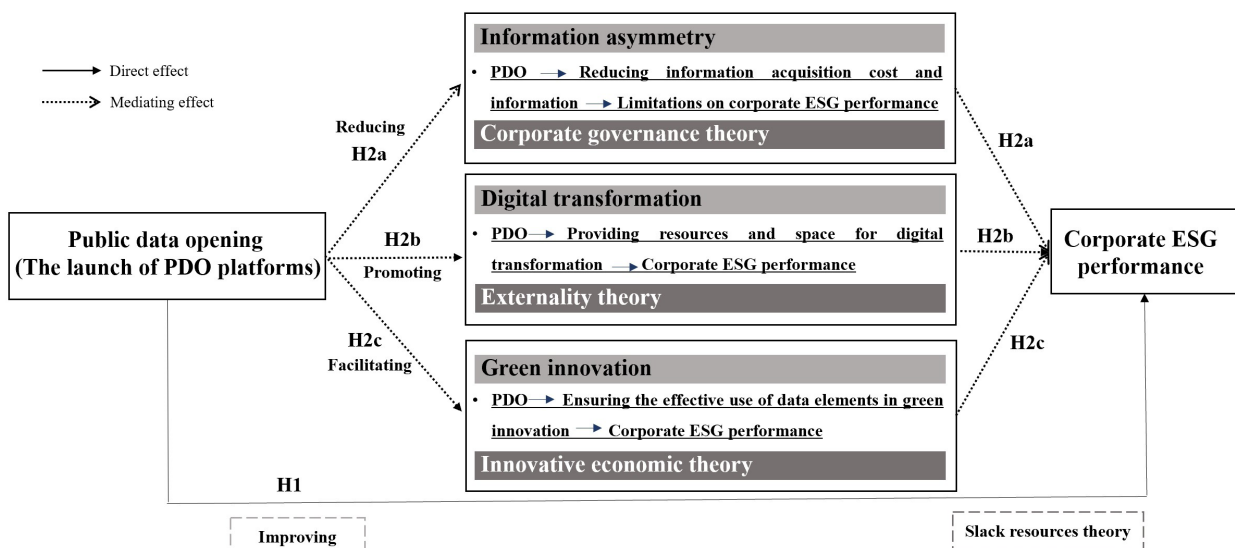 Direct effect
Mediating effect
Public data opening
(The launch of PDO platforms)
Reducing
H2a
H2b
Promoting
H2c
Facilitating
Information asymmetry
• PDO → Reducing information acquisition cost and
information → Limitations on corporate ESG performance
Corporate governance theory
Digital transformation
• PDO → Providing resources and space for digital
transformation → Corporate ESG performance
Externality theory
Green innovation
• PDO → Ensuring the effective use of data elements in green
innovation → Corporate ESG performance
Innovative economic theory
H2a
H2b
H2c
Corporate ESG
performance
H1
Improving
Slack resources theory